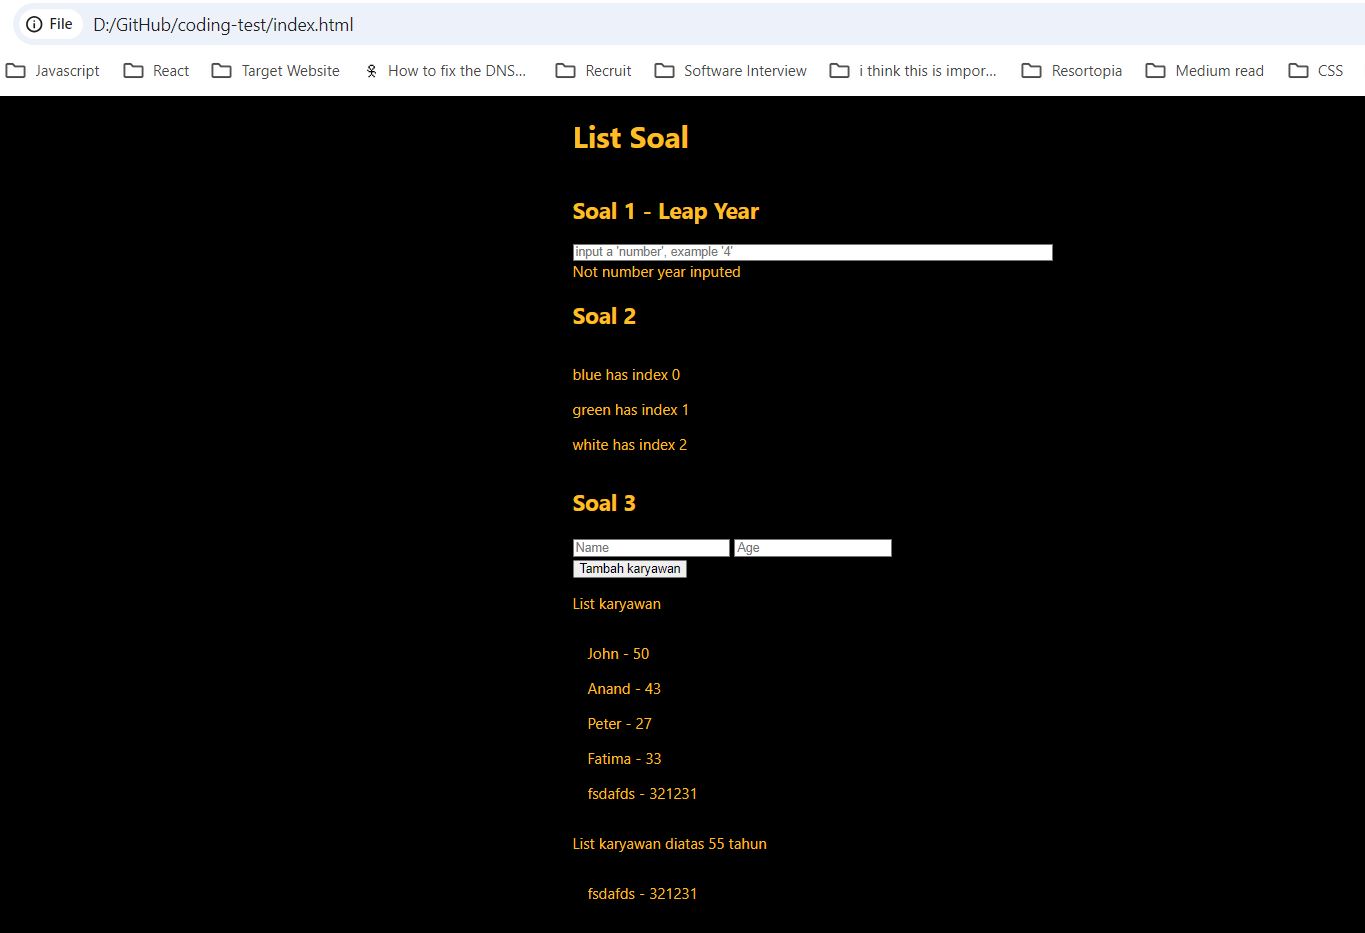 File D:/GitHub/coding-test/index.html
Javascript React Target Website How to fix the DNS... Recruit Software Interview i think this is impor... Resortopia Medium read CSS
List Soal
Soal 1 - Leap Year
input a 'number', example '4'
Not number year inputed
Soal 2
blue has index 0
green has index 1
white has index 2
Soal 3
Name Age
Tambah karyawan
List karyawan
John - 50
Anand - 43
Peter - 27
Fatima - 33
fsdafds - 321231
List karyawan diatas 55 tahun
fsdafds - 321231